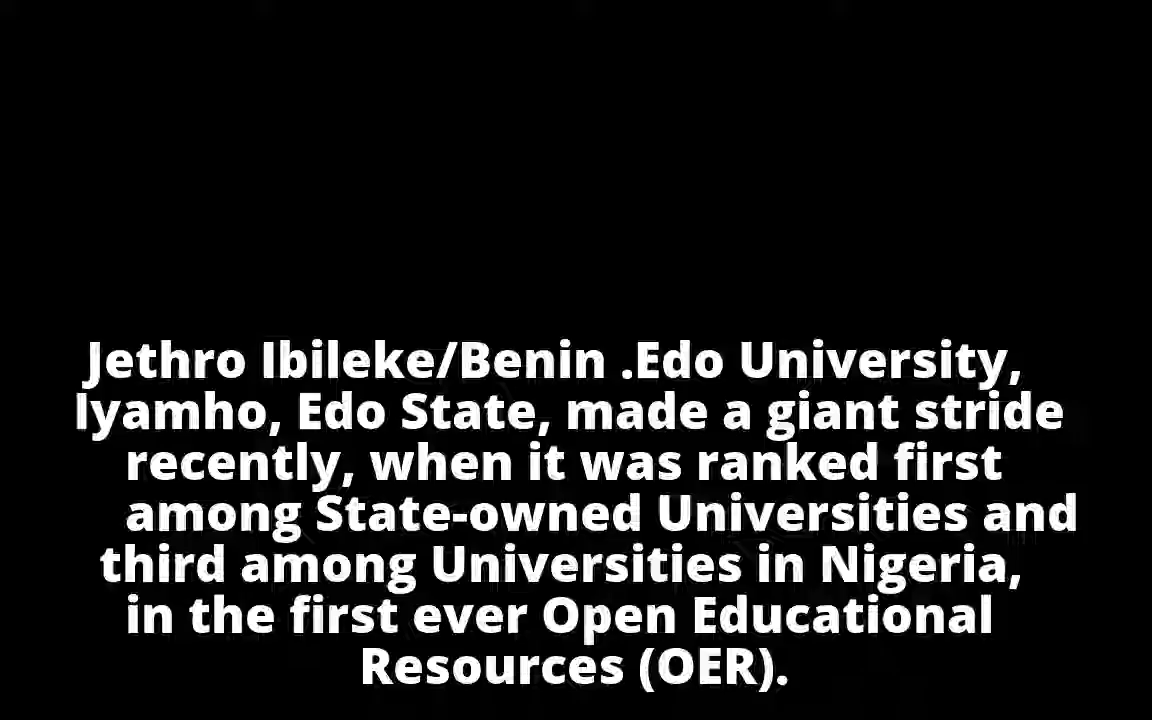 Jethro Ibileke/Benin .Edo University,
Iyamho, Edo State, made a giant stride
recently, when it was ranked first
among State-owned Universities and
third among Universities in Nigeria,
in the first ever Open Educational
Resources (OER).